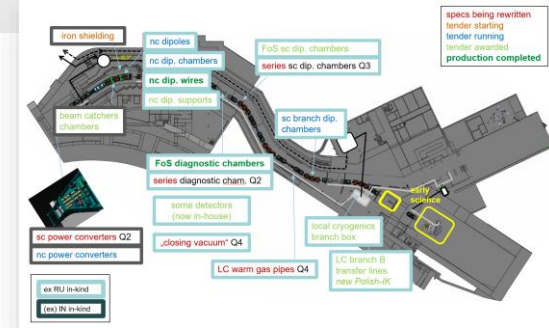 specs being rewritten
tender starting
tender running
tender awarded
production completed
iron shielding
nc dipoles
nc dip. chambers
nc dip. wires
nc dip. supports
beam catchers
chambers
FoS sc dip. chambers
series sc dip. chambers Q3
sc branch dip.
chambers
FoS diagnostic chambers
series diagnostic cham. Q2
some detectors
(now in-house)
„closing vacuum" Q4
LC warm gas pipes Q4
early
science
local cryogenics
branch box
LC branch B
transfer lines
new Polish-IK
sc power converters Q2
nc power converters
ex RU in-kind
(ex) IN in-kind